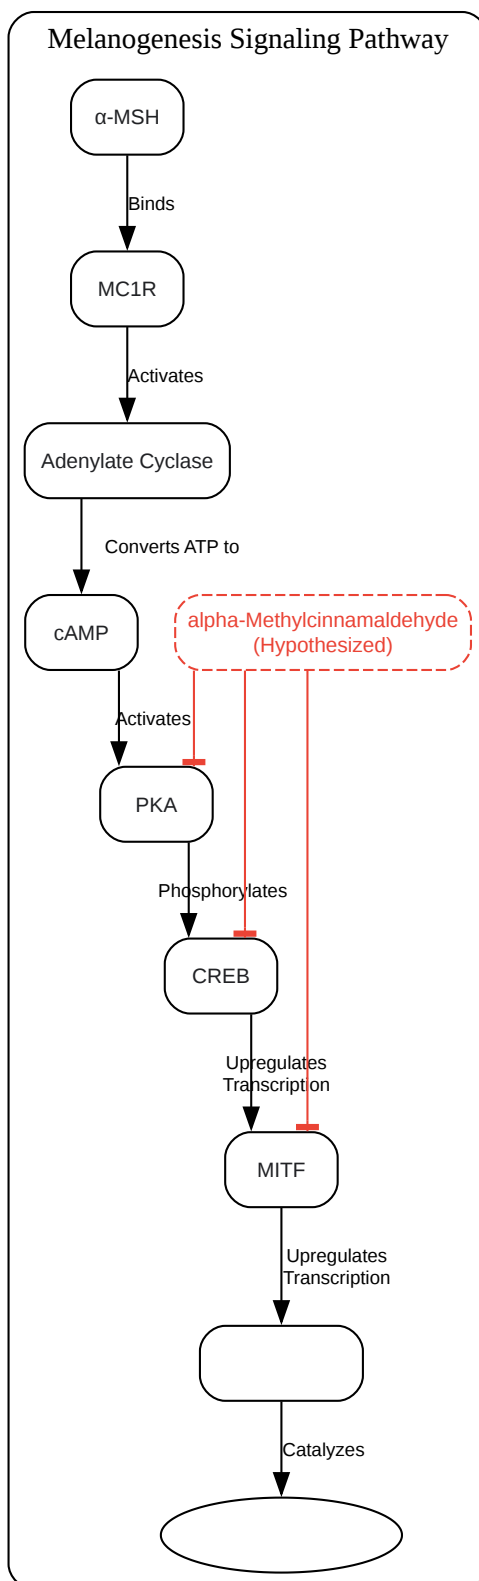 Melanogenesis Signaling Pathway
α-MSH
Binds
MC1R
Activates
Adenylate Cyclase
Converts ATP to
cAMP
alpha-Methylcinnamaldehyde
(Hypothesized)
Activates
PKA
Phosphorylates
CREB
Upregulates
Transcription
MITF
Upregulates
Transcription
Catalyzes